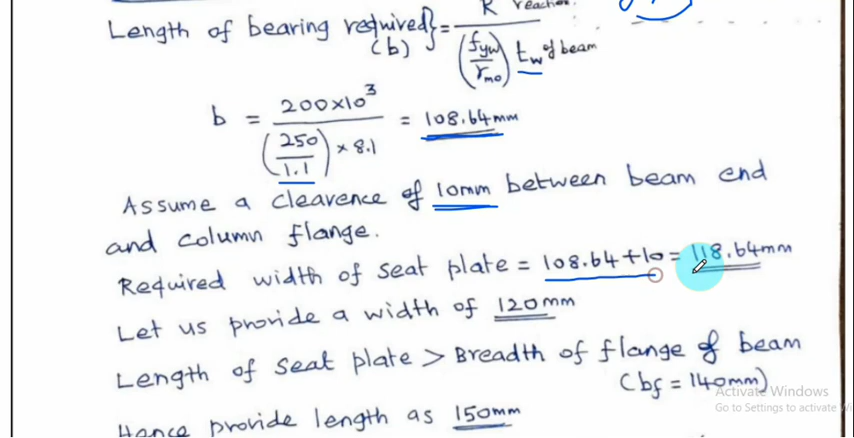 Length of bearing required (b) } = R reaction / (fyw/γmo) tw of beam
b = 200×10³ / (250/1.1) × 8.1 = 108.64mm
Assume a clearence of 10mm between beam end
and column flange.
Required width of seat plate = 108.64+10 = 118.64mm
Let us provide a width of 120mm
Length of seat plate > Breadth of flange of beam
(bf = 140mm)
Activate Windows
Go to Settings to activate
Hence provide length as 150mm